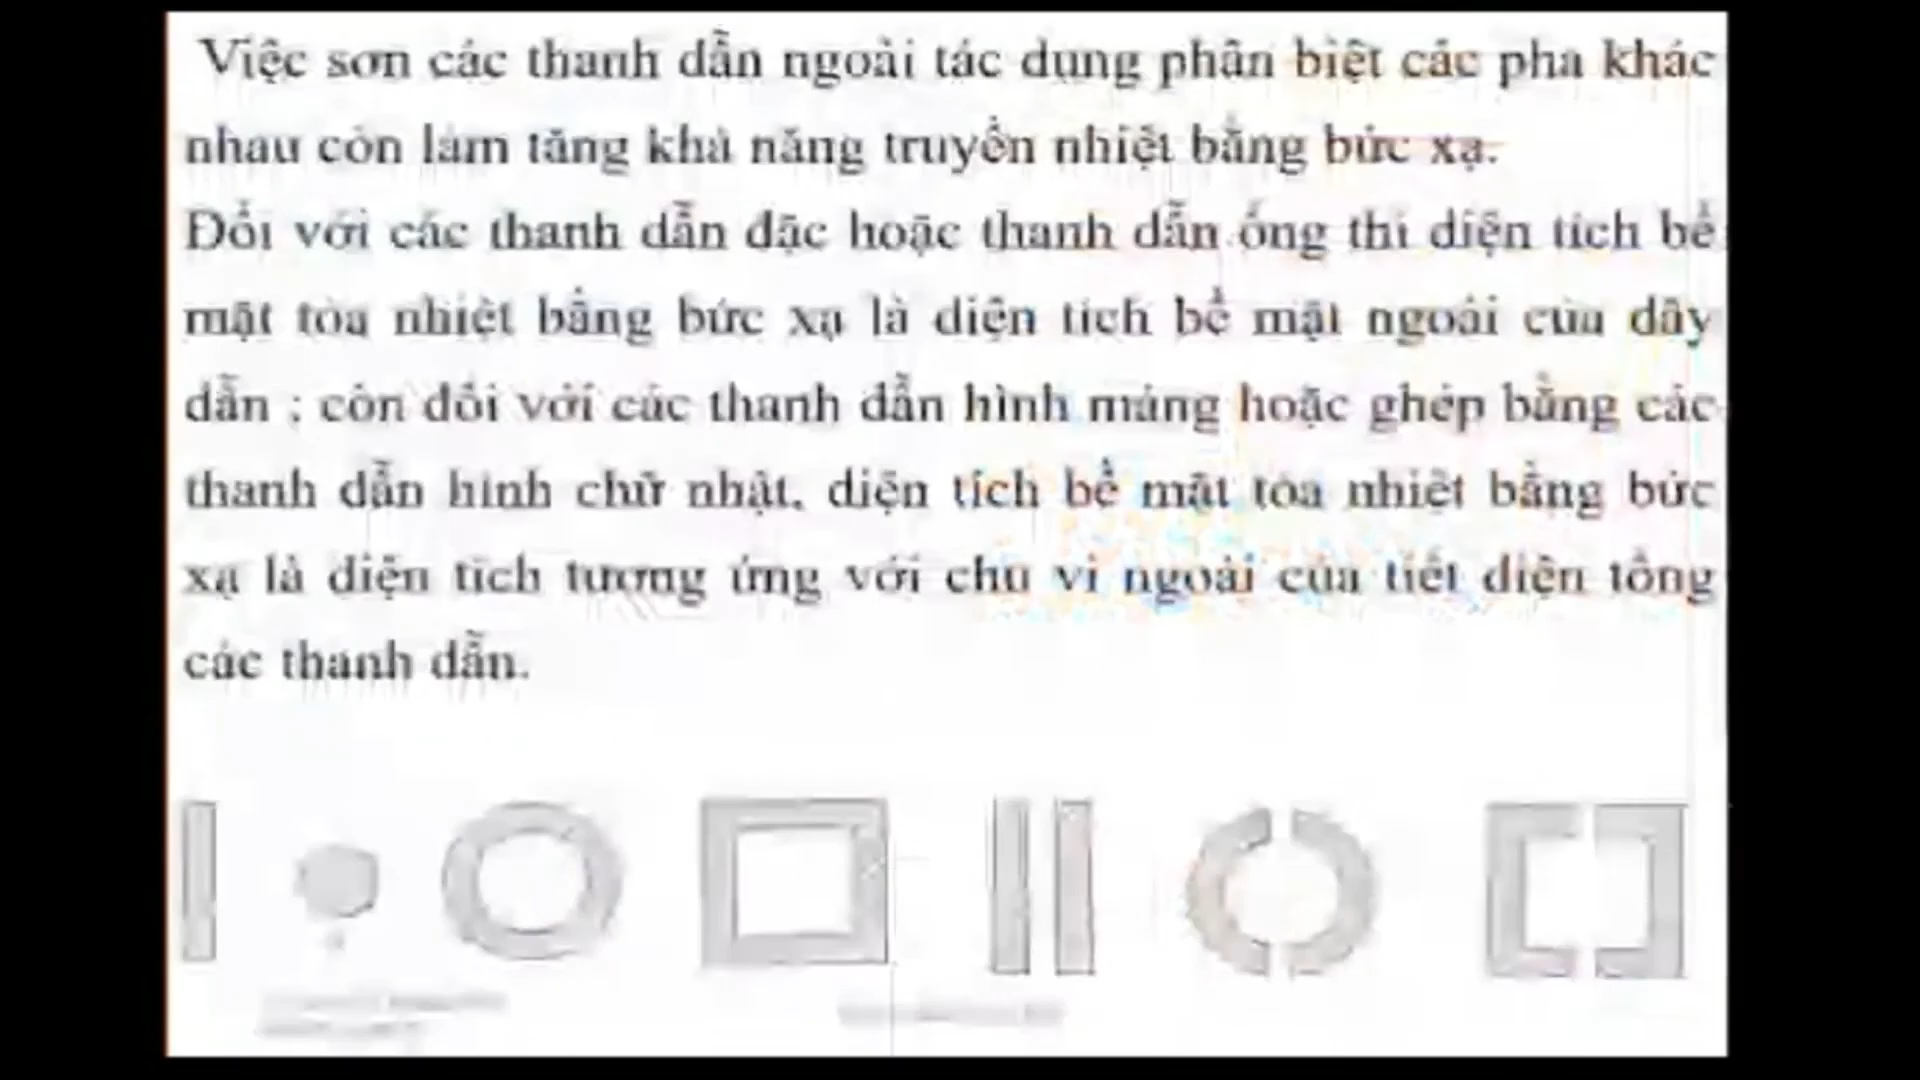 Việc sơn các thanh dẫn ngoài tác dụng phân biệt các pha khác
nhau còn làm tăng khả năng truyền nhiệt bằng bức xạ.
Đối với các thanh dẫn đặc hoặc thanh dẫn ống thì diện tích bề
mặt tỏa nhiệt bằng bức xạ là diện tích bề mặt ngoài của dây
dẫn ; còn đối với các thanh dẫn hình máng hoặc ghép bằng các
thanh dẫn hình chữ nhật, diện tích bề mặt tỏa nhiệt bằng bức
xạ là diện tích tương ứng với chu vi ngoài của tiết diện tổng
các thanh dẫn.